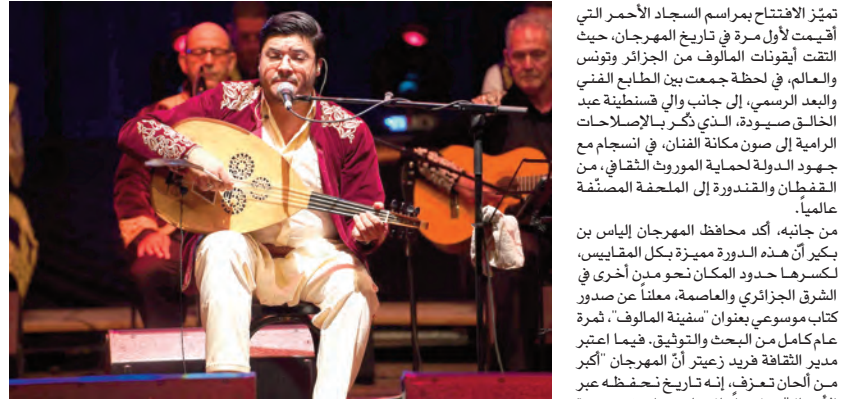 تميّز الافتتاح بمراسم السجاد الأحمر التي
أقيمت لأول مرة في تاريخ المهرجان، حيث
التقت أيقونات المالوف من الجزائر وتونس
والعالم، في لحظة جمعت بين الطابع الفني
والبعد الرسمي، إلى جانب والي قسنطينة عبد
الخالق صيودة، الذي ذكّر بالإصلاحات
الرامية إلى صون مكانة الفنان، في انسجام مع
جهود الدولة لحماية الموروث الثقافي، من
القفطان والقندورة إلى الملحفة المصنّفة
عالمياً.
من جانبه، أكد محافظ المهرجان إلياس بن
بكير أنّ هذه الدورة مميزة بكل المقاييس،
لكسرها حدود المكان نحو مدن أخرى في
الشرق الجزائري والعاصمة، معلناً عن صدور
كتاب موسوعي بعنوان "سفينة المالوف"، ثمرة
عام كامل من البحث والتوثيق. فيما اعتبر
مدير الثقافة فريد زعيتر أنّ المهرجان "أكبر
من ألحان تعزف، إنه تاريخ نحفظه عبر